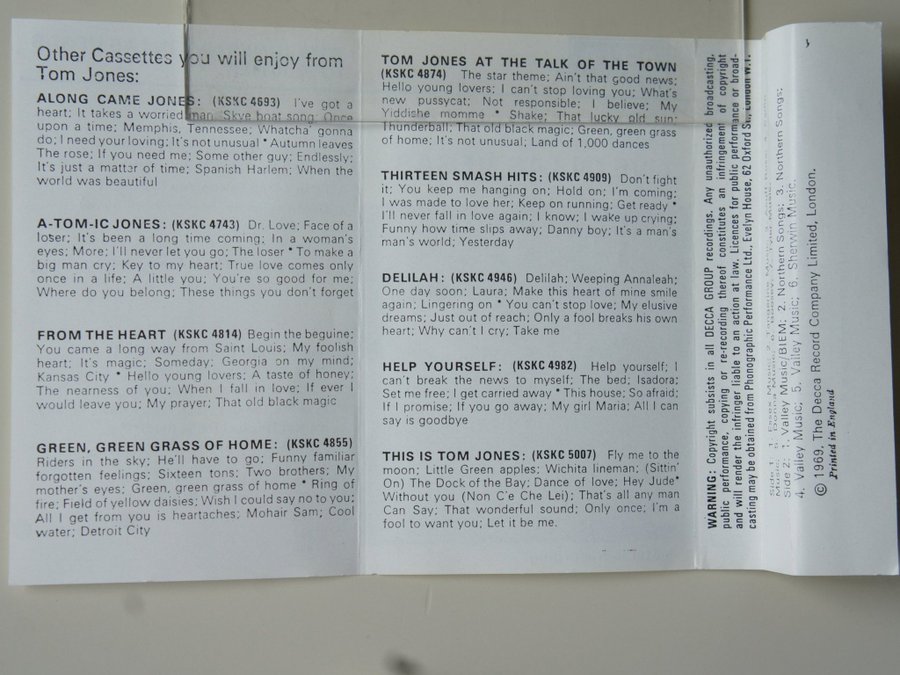 Other Cassettes you will enjoy from
Tom Jones:
ALONG CAME JONES: (KSKC 4693) I've got a
heart; It takes a worried man, Skye boat song, Once
upon a time; Memphis, Tennessee; Whatcha' gonna
do; I need your loving; It's not unusual * Autumn leaves
The rose; If you need me; Some other guy; Endlessly;
It's just a matter of time; Spanish Harlem; When the
world was beautiful
A-TOM-IC JONES: (KSKC 4743) Dr. Love; Face of a
loser; It's been a long time coming; In a woman's
eyes; More; I'll never let you go; The loser * To make a
big man cry; Key to my heart; True love comes only
once in a life; A little you; You're so good for me;
Where do you belong; These things you don't forget
FROM THE HEART (KSKC 4814) Begin the beguine;
You came a long way from Saint Louis; My foolish
heart; It's magic; Someday; Georgia on my mind;
Kansas City * Hello young lovers; A taste of honey;
The nearness of you; When I fall in love; If ever I
would leave you; My prayer; That old black magic
GREEN, GREEN GRASS OF HOME: (KSKC 4855)
Riders in the sky; He'll have to go; Funny familiar
forgotten feelings; Sixteen tons; Two brothers; My
mother's eyes; Green, green grass of home * Ring of
fire; Field of yellow daisies; Wish I could say no to you;
All I get from you is heartaches; Mohair Sam; Cool
water; Detroit City
TOM JONES AT THE TALK OF THE TOWN
(KSKC 4874) The star theme; Ain't that good news;
Hello young lovers; I can't stop loving you; What's
new pussycat; Not responsible; I believe; My
Yiddishe momme * Shake; That lucky old sun;
Thunderball; That old black magic; Green, green grass
of home; It's not unusual; Land of 1,000 dances
THIRTEEN SMASH HITS: (KSKC 4909) Don't fight
it; You keep me hanging on; Hold on; I'm coming;
I was made to love her; Keep on running; Get ready *
I'll never fall in love again; I know; I wake up crying;
Funny how time slips away; Danny boy; It's a man's
man's world; Yesterday
DELILAH: (KSKC 4946) Delilah; Weeping Annaleah;
One day soon; Laura; Make this heart of mine smile
again; Lingering on * You can't stop love; My elusive
dreams; Just out of reach; Only a fool breaks his own
heart; Why can't I cry; Take me
HELP YOURSELF: (KSKC 4982) Help yourself; I
can't break the news to myself; The bed; Isadora;
Set me free; I get carried away * This house; So afraid;
If I promise; If you go away; My girl Maria; All I can
say is goodbye
THIS IS TOM JONES: (KSKC 5007) Fly me to the
moon; Little Green apples; Wichita lineman; (Sittin'
On) The Dock of the Bay; Dance of love; Hey Jude*
Without you (Non C'e Che Lei); That's all any man
Can Say; That wonderful sound; Only once; I'm a
fool to want you; Let it be me.
WARNING: Copyright subsists in all DECCA GROUP recordings. Any unauthorized broadcasting,
public performance, copying or re-recording thereof constitutes an infringement of copyright
and will render the infringer liable to an action at law. Licences for public performance or broad-
casting may be obtained from Phonographic Performance Ltd., Evelyn House, 62 Oxford St., London W.1.
Side 2: 1. Valley Music/BIEM. 2. Northern Songs; 3. Northern Songs;
4. Valley Music; 5. Valley Music; 6. Sherwin Music.
© 1969, The Decca Record Company Limited, London.
Printed in England